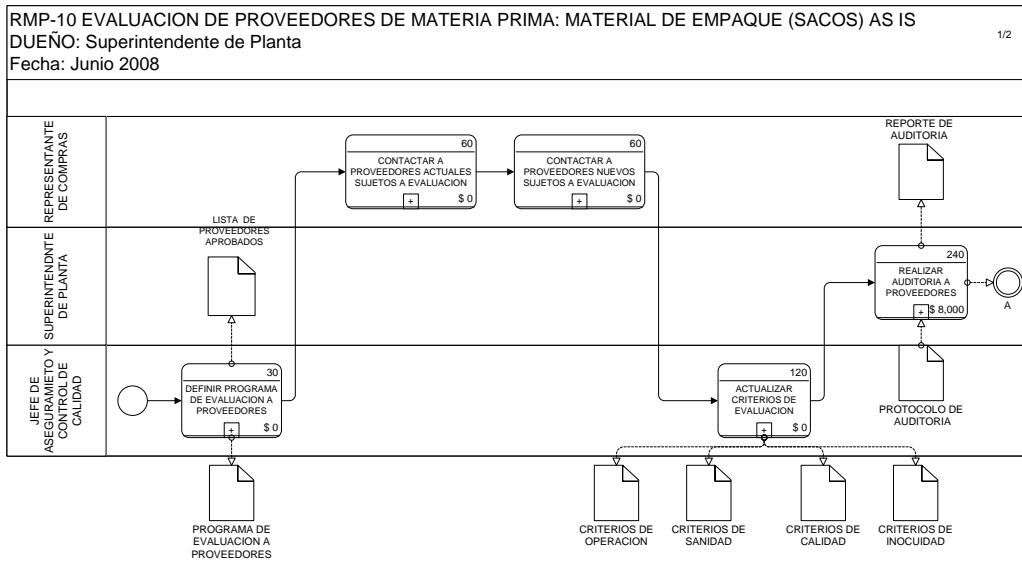 RMP-10 EVALUACION DE PROVEEDORES DE MATERIA PRIMA: MATERIAL DE EMPAQUE (SACOS) AS IS
DUEÑO: Superintendente de Planta
Fecha: Junio 2008
1/2
REPRESENTANTE
DE COMPRAS
60
CONTACTAR A
PROVEEDORES ACTUALES
SUJETOS A EVALUACION
+
$ 0
60
CONTACTAR A
PROVEEDORES NUEVOS
SUJETOS A EVALUACION
+
$ 0
REPORTE DE
AUDITORIA
SUPERINTENDNTE
DE PLANTA
LISTA DE
PROVEEDORES
APROBADOS
240
REALIZAR
AUDITORIA A
PROVEEDORES
+
$ 8,000
A
JEFE DE
ASEGURAMIETO Y
CONTROL DE
CALIDAD
30
DEFINIR PROGRAMA
DE EVALUACION A
PROVEEDORES
+
$ 0
120
ACTUALIZAR
CRITERIOS DE
EVALUACION
+
$ 0
PROTOCOLO DE
AUDITORIA
PROGRAMA DE
EVALUACION A
PROVEEDORES
CRITERIOS DE
OPERACION
CRITERIOS DE
SANIDAD
CRITERIOS DE
CALIDAD
CRITERIOS DE
INOCUIDAD